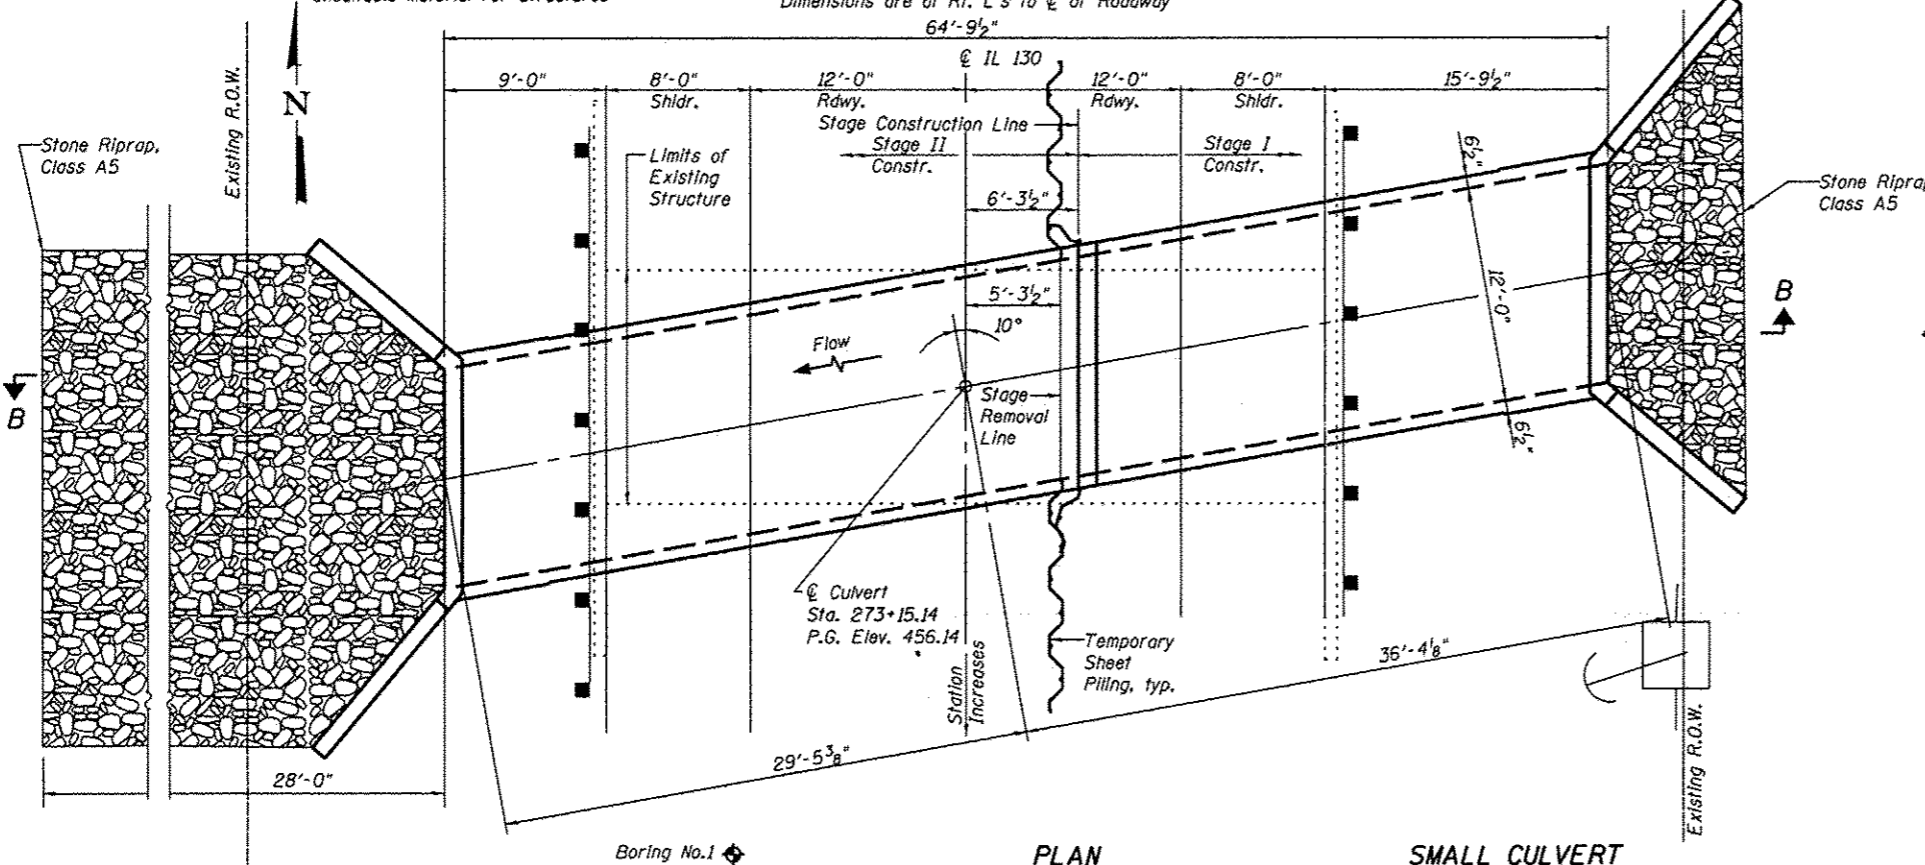 Dimensions are at Rt. L's to ℄ of Roadway
64'-9½"
℄ IL 130
9'-0"
8'-0"
Shldr.
12'-0"
Rdwy.
12'-0"
Rdwy.
8'-0"
Shldr.
15'-9½"
Existing R.O.W.
N
Stone Riprap,
Class A5
Limits of
Existing
Structure
Stage Construction Line
Stage II
Constr.
Stage I
Constr.
6'-3½"
6½"
12'-0"
6½"
Stone Riprap
Class A5
5'-3½"
10°
Flow
B
B
Stage
Removal
Line
℄ Culvert
Sta. 273+15.14
P.G. Elev. 456.14
Station
Increases
Temporary
Sheet
Piling, typ.
36'-4⅛"
29'-5⅜"
28'-0"
Existing R.O.W.
Boring No.1
PLAN
SMALL CULVERT